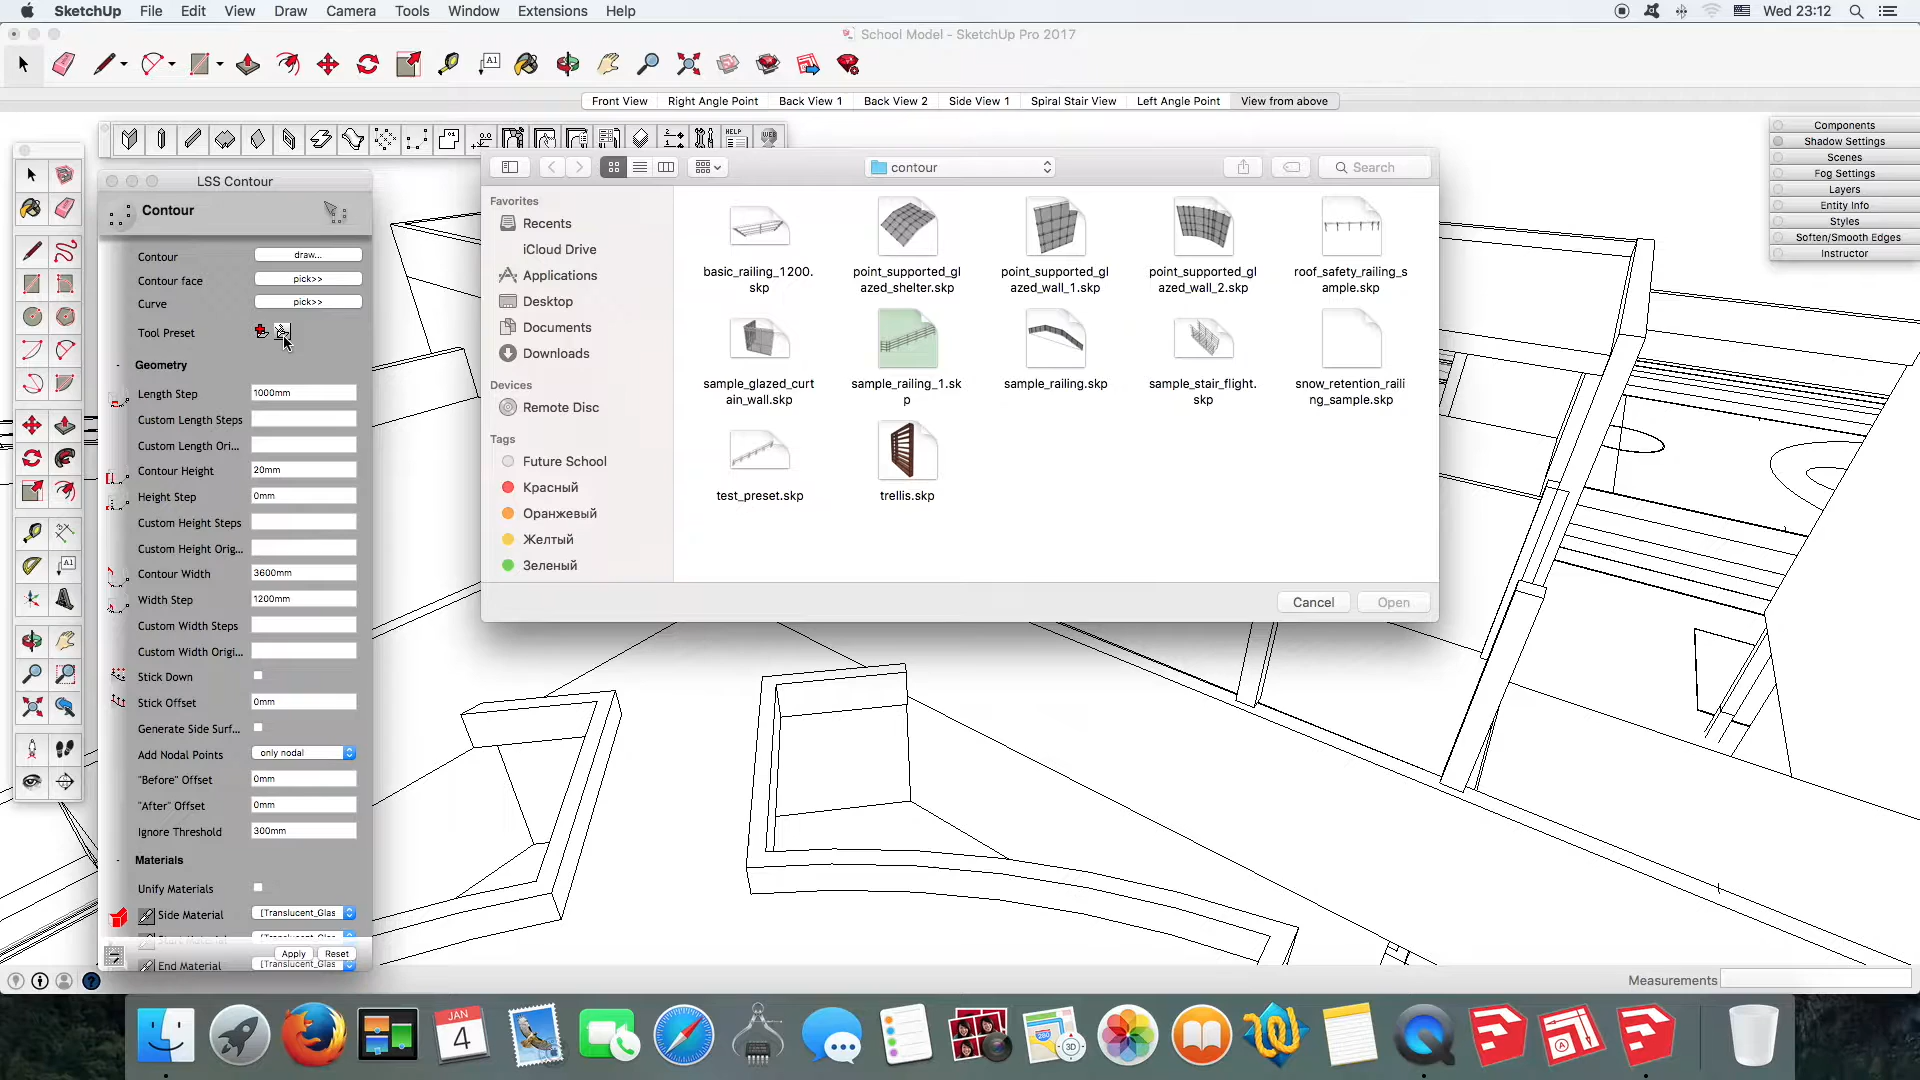 SketchUp File Edit View Draw Camera Tools Window Extensions Help
Wed 23:12
School Model - SketchUp Pro 2017
A1
Front View Right Angle Point Back View 1 Back View 2 Side View 1 Spiral Stair View Left Angle Point View from above
HELP
WEB
LSS Contour
Contour
Contour draw...
Contour face pick>>
Curve pick>>
Tool Preset
Geometry
Length Step 1000mm
Custom Length Steps
Custom Length Ori...
Contour Height 20mm
Height Step 0mm
Custom Height Steps
Custom Height Orig...
Contour Width 3600mm
Width Step 1200mm
Custom Width Steps
Custom Width Origi...
Stick Down
Stick Offset 0mm
Generate Side Surf...
Add Nodal Points only nodal
"Before" Offset 0mm
"After" Offset 0mm
Ignore Threshold 300mm
Materials
Unify Materials
Side Material [Translucent_Glas
Apply Reset
End Material [Translucent_Glas
A1
contour
Search
Favorites
Recents
iCloud Drive
Applications
Desktop
Documents
Downloads
Devices
Remote Disc
Tags
Future School
Красный
Оранжевый
Желтый
Зеленый
basic_railing_1200.
skp
point_supported_gl
azed_shelter.skp
point_supported_gl
azed_wall_1.skp
point_supported_gl
azed_wall_2.skp
roof_safety_railing_s
ample.skp
sample_glazed_curt
ain_wall.skp
sample_railing_1.sk
p
sample_railing.skp
sample_stair_flight.
skp
snow_retention_raili
ng_sample.skp
test_preset.skp
trellis.skp
Cancel Open
Components
Shadow Settings
Scenes
Fog Settings
Layers
Entity Info
Styles
Soften/Smooth Edges
Instructor
Measurements
JAN
4
3D